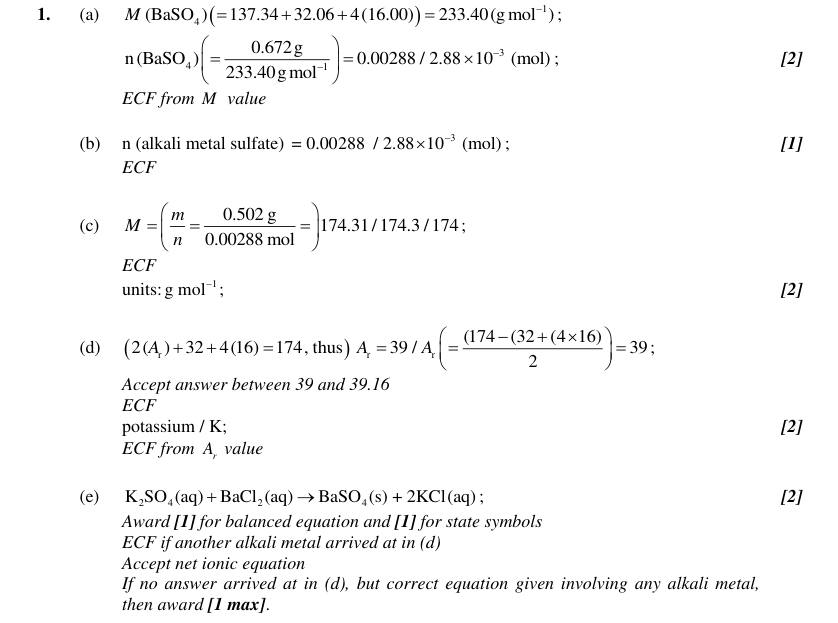 1. (a) M (BaSO₄)(=137.34+32.06+4(16.00))=233.40(g mol⁻¹);
n(BaSO₄)(= 0.672g / 233.40g mol⁻¹)=0.00288 / 2.88×10⁻³ (mol); [2]
ECF from M value
(b) n (alkali metal sulfate) = 0.00288 / 2.88×10⁻³ (mol); [1]
ECF
(c) M =(m/n = 0.502 g / 0.00288 mol =)174.31/174.3/174;
ECF
units: g mol⁻¹; [2]
(d) (2(Aᵣ)+32+4(16)=174, thus) Aᵣ = 39 / Aᵣ(= (174−(32+(4×16) / 2)=39;
Accept answer between 39 and 39.16
ECF
potassium / K; [2]
ECF from Aᵣ value
(e) K₂SO₄(aq)+BaCl₂(aq)→BaSO₄(s) + 2KCl(aq); [2]
Award [1] for balanced equation and [1] for state symbols
ECF if another alkali metal arrived at in (d)
Accept net ionic equation
If no answer arrived at in (d), but correct equation given involving any alkali metal,
then award [1 max].